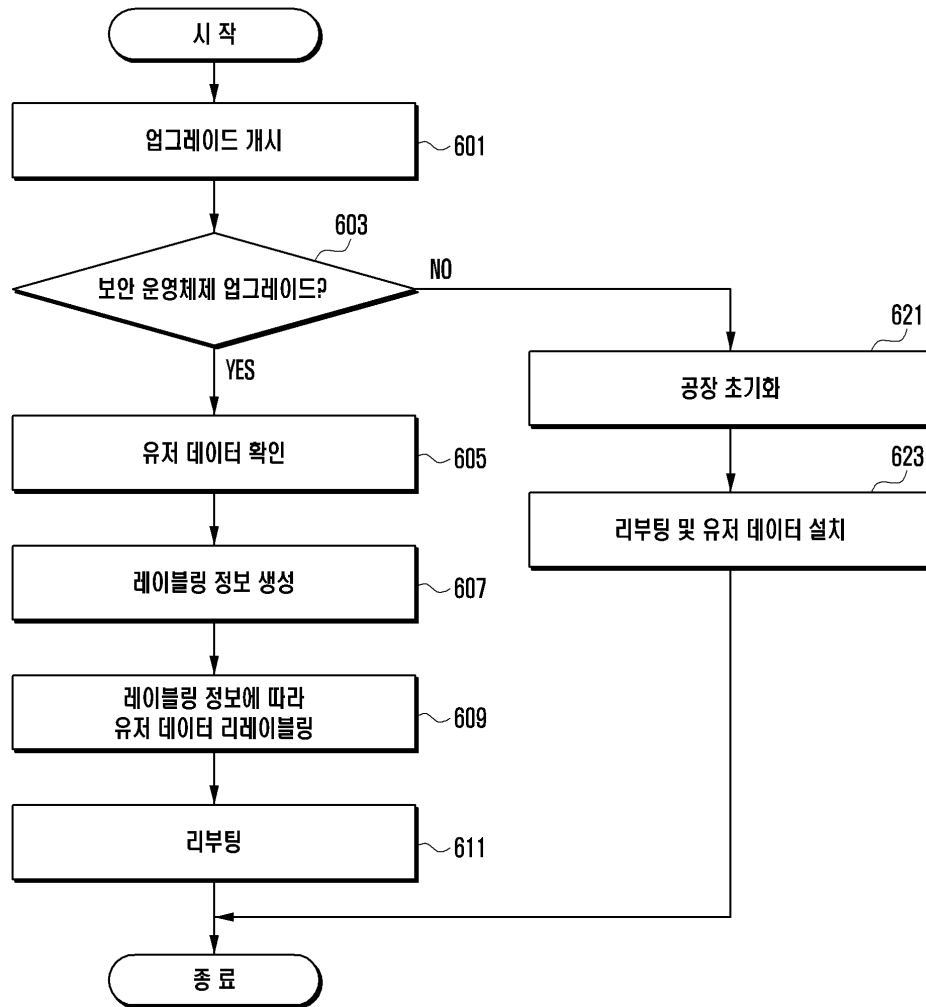 시 작
업그레이드 개시
601
603
보안 운영체제 업그레이드?
NO
YES
621
공장 초기화
유저 데이터 확인
605
623
리부팅 및 유저 데이터 설치
레이블링 정보 생성
607
레이블링 정보에 따라
유저 데이터 리레이블링
609
리부팅
611
종 료